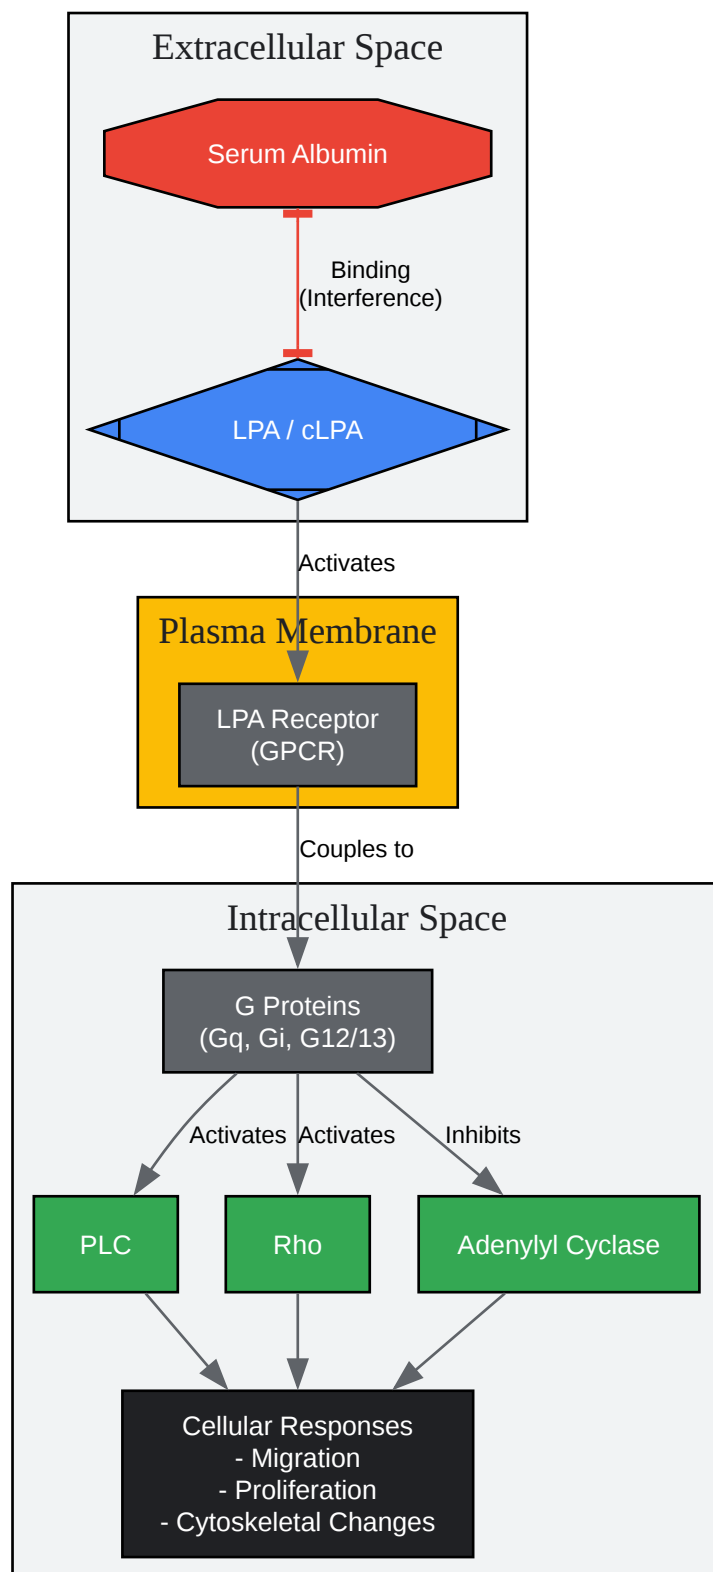 Extracellular Space
Serum Albumin
Binding
(Interference)
LPA / cLPA
Activates
Plasma Membrane
LPA Receptor
(GPCR)
Couples to
Intracellular Space
G Proteins
(Gq, Gi, G12/13)
Activates
Activates
Inhibits
PLC
Rho
Adenylyl Cyclase
Cellular Responses
- Migration
- Proliferation
- Cytoskeletal Changes